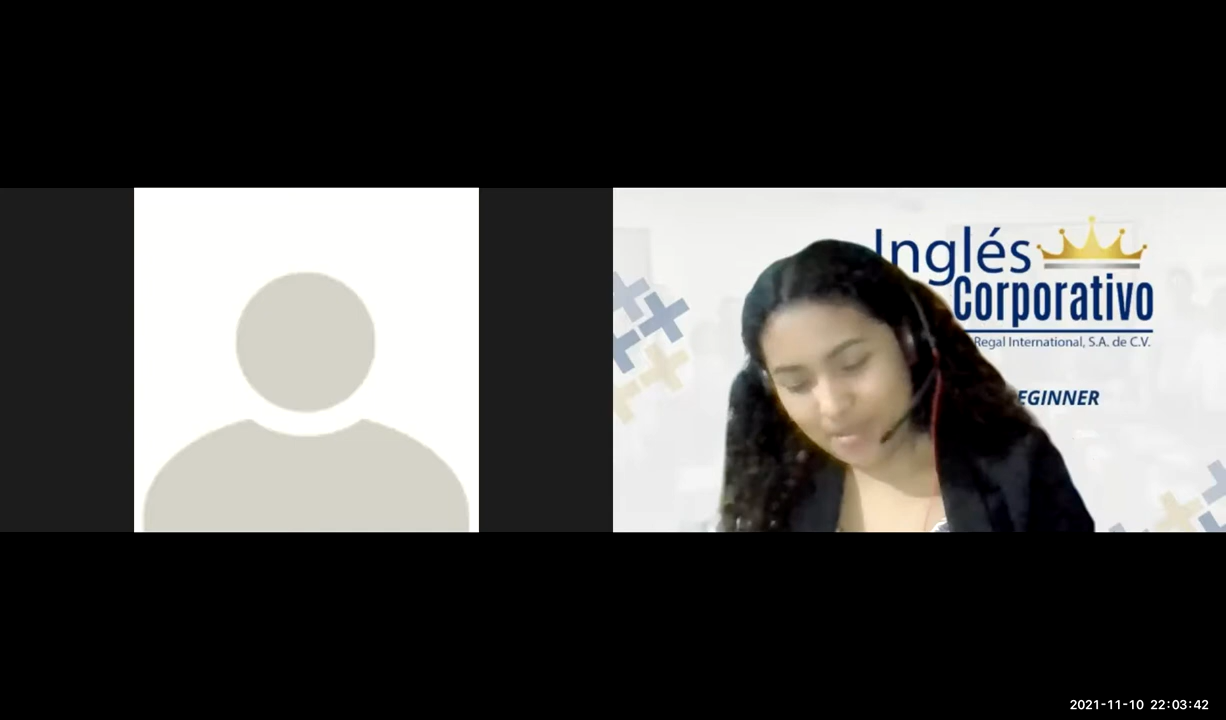 Inglés
Corporativo
Regal International, S.A. de C.V.
EGINNER
2021-11-10 22:03:42